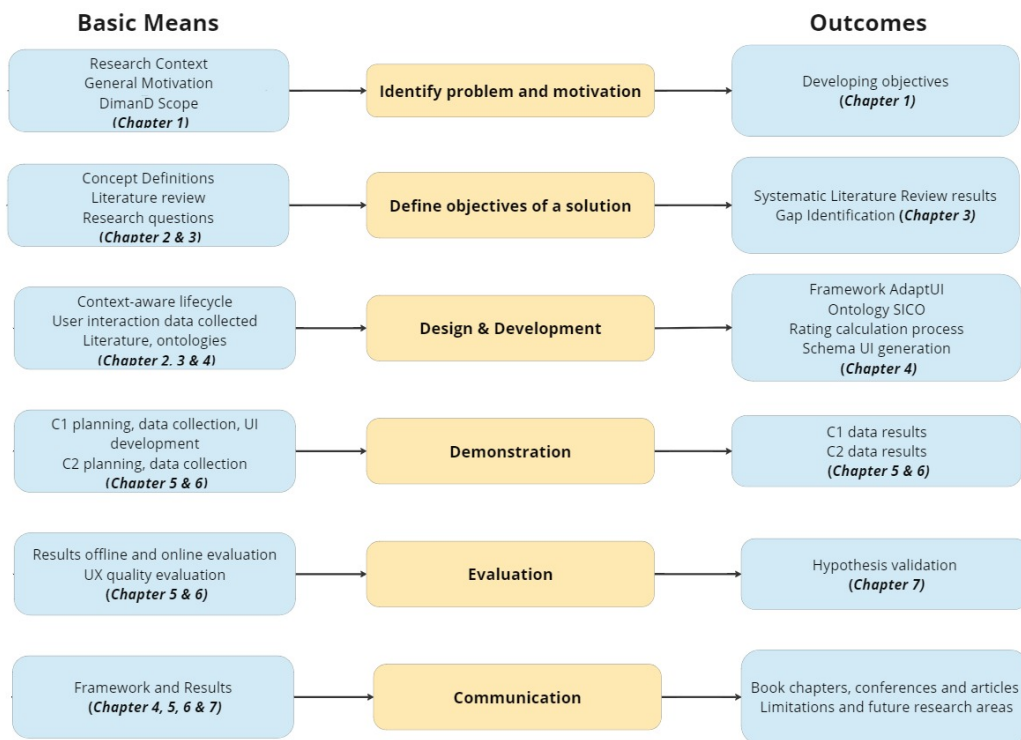 Basic Means
Outcomes
Research Context
General Motivation
DimanD Scope
(Chapter 1)
Identify problem and motivation
Developing objectives
(Chapter 1)
Concept Definitions
Literature review
Research questions
(Chapter 2 & 3)
Define objectives of a solution
Systematic Literature Review results
Gap Identification (Chapter 3)
Context-aware lifecycle
User interaction data collected
Literature, ontologies
(Chapter 2, 3 & 4)
Design & Development
Framework AdaptUI
Ontology SICO
Rating calculation process
Schema UI generation
(Chapter 4)
C1 planning, data collection, UI
development
C2 planning, data collection
(Chapter 5 & 6)
Demonstration
C1 data results
C2 data results
(Chapter 5 & 6)
Results offline and online evaluation
UX quality evaluation
(Chapter 5 & 6)
Evaluation
Hypothesis validation
(Chapter 7)
Framework and Results
(Chapter 4, 5, 6 & 7)
Communication
Book chapters, conferences and articles
Limitations and future research areas